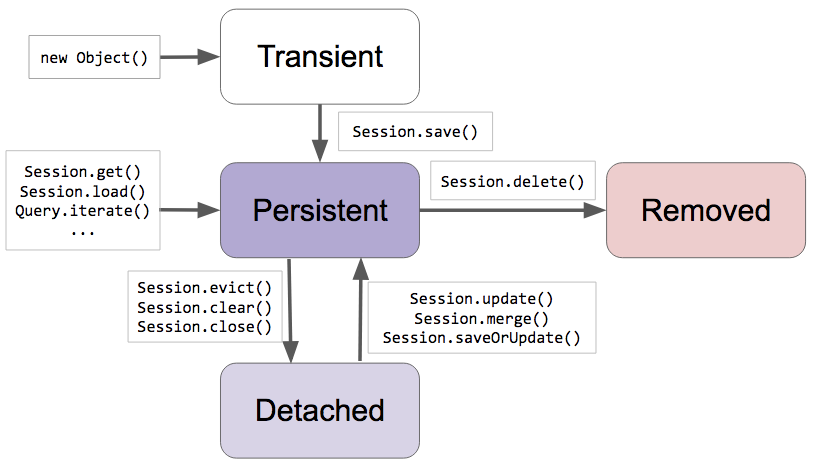 new Object()
Transient
Session.save()
Session.get()
Session.load()
Query.iterate()
...
Persistent
Session.delete()
Removed
Session.evict()
Session.clear()
Session.close()
Session.update()
Session.merge()
Session.saveOrUpdate()
Detached